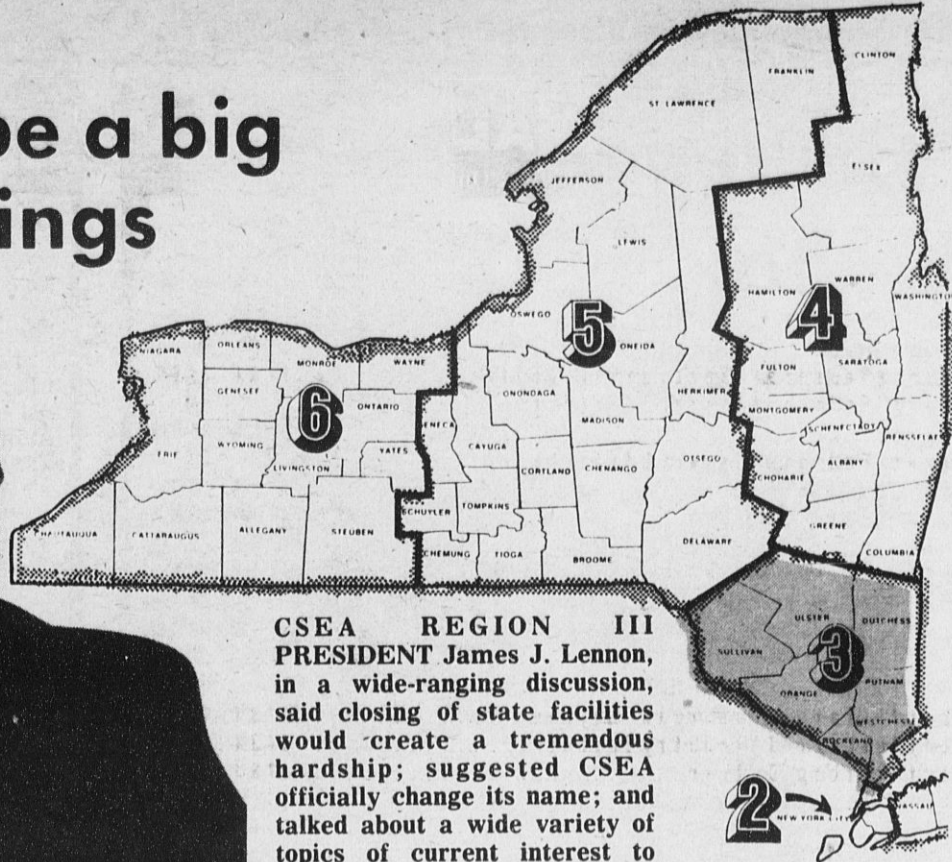 be a big
ings
CLINTON
FRANKLIN
ST LAWRENCE
ESSEX
JEFFERSON
LEWIS
HAMILTON
WARREN
WASHINGTO
4
OSWEGO
5
ONEIDA
NIAGARA
ORLEANS
MONROE
WAYNE
GENESEE
6
ONTARIO
ONONDAGA
MADISON
HERKIMER
FULTON
SARATOGA
MONTGOMERY
SCHENECTADY
RENSSELAE
ERIE
WYOMING
LIVINGSTON
YATES
ENECA
CAYUGA
CORTLAND
CHENANGO
OTSEGO
ALBANY
CHOHARIE
SCHUYLER
TOMPKINS
GREENE
CHAUTAUQUA
CATTARAUGUS
ALLEGANY
STEUBEN
CHEMUNG
TIOGA
BROOME
DELAWARE
COLUMBIA
ULSTER
DUTCHESS
SULLIVAN
3
ORANGE
PUTNAM
WESTCHESTE
ROCKLAND
2
NEW YORK CITY
NASSAU
CSEA REGION III
PRESIDENT James J. Lennon,
in a wide-ranging discussion,
said closing of state facilities
would create a tremendous
hardship; suggested CSEA
officially change its name; and
talked about a wide variety of
topics of current interest to